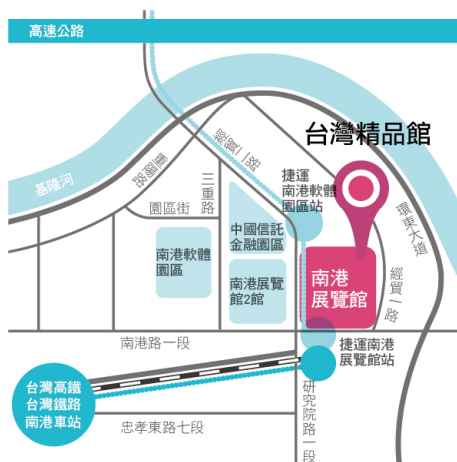 高速公路
台灣精品館
經貿二路
重陽路
捷運
南港軟體
園區站
基隆河
三重路
環東大道
園區街
中國信託
金融園區
南港軟體
園區
南港展覽
館2館
南港
展覽館
經貿一路
南港路一段
捷運南港
展覽館站
台灣高鐵
台灣鐵路
南港車站
研究院路一段
忠孝東路七段